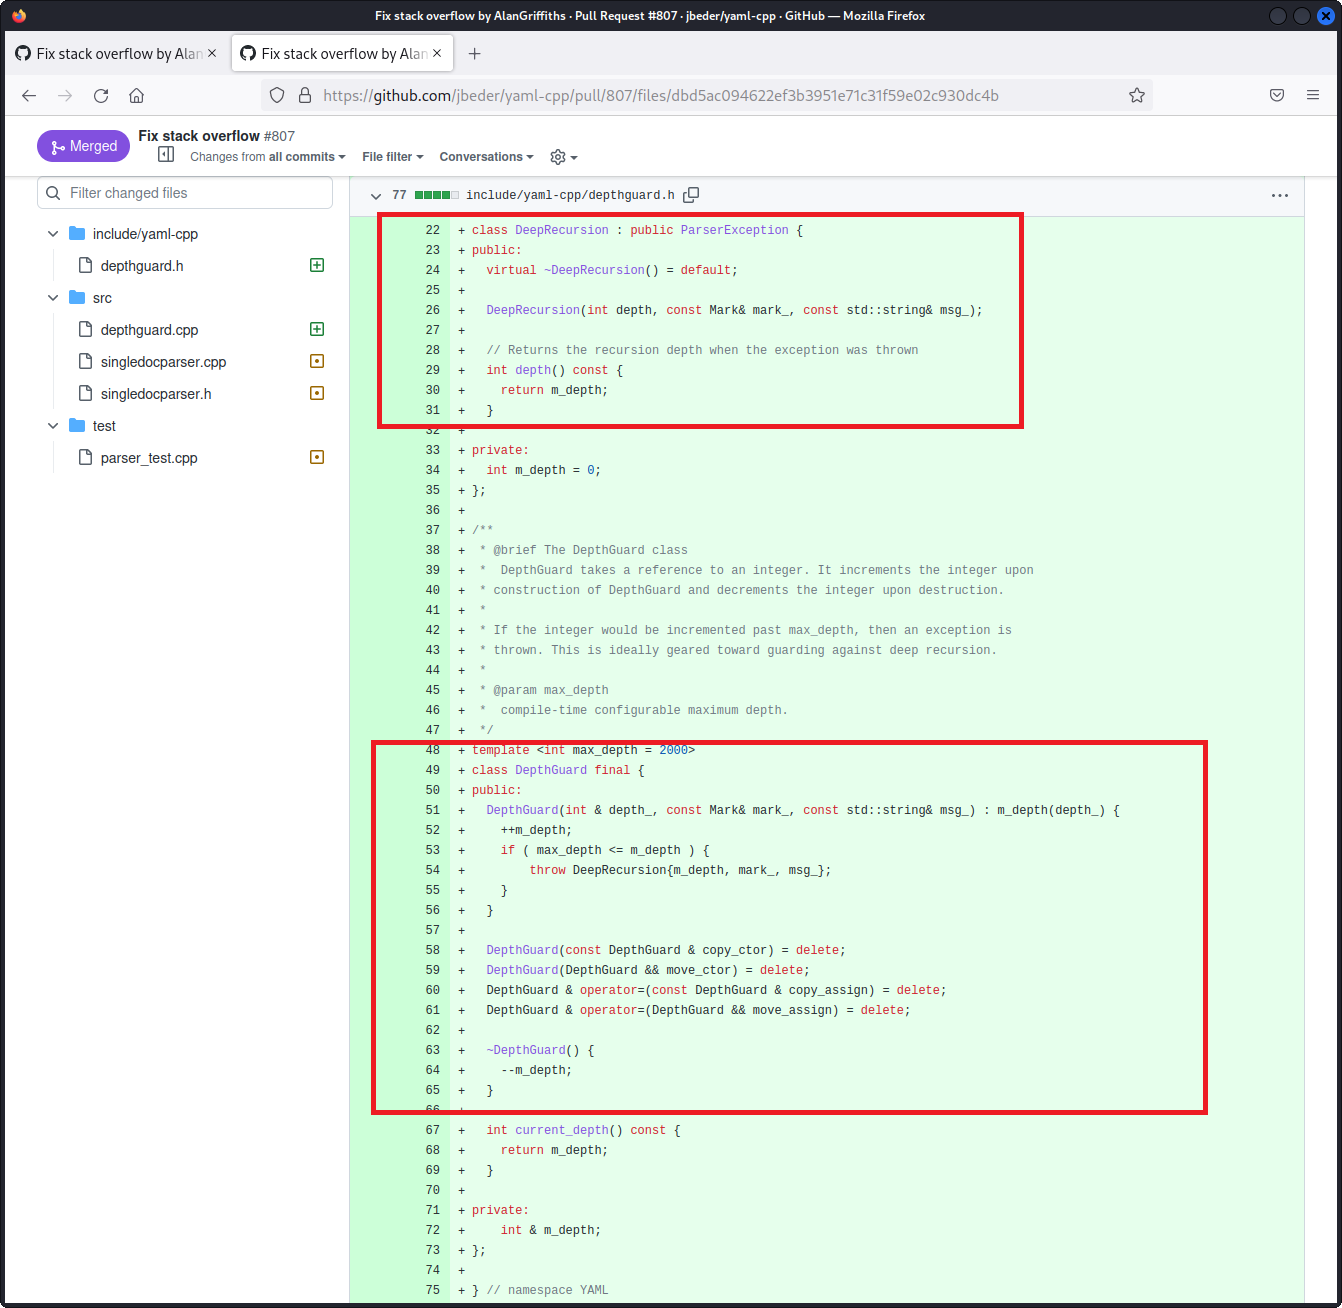 Fix stack overflow by AlanGriffiths · Pull Request #807 · jbeder/yaml-cpp · GitHub — Mozilla Firefox
Fix stack overflow by Alan
Fix stack overflow by Alan
https://github.com/jbeder/yaml-cpp/pull/807/files/dbd5ac094622ef3b3951e71c31f59e02c930dc4b
Merged
Fix stack overflow #807
Changes from all commits
File filter
Conversations
Filter changed files
include/yaml-cpp
depthguard.h
src
depthguard.cpp
singledocparser.cpp
singledocparser.h
test
parser_test.cpp
77 include/yaml-cpp/depthguard.h
22 + class DeepRecursion : public ParserException {
23 + public:
24 +   virtual ~DeepRecursion() = default;
25 +
26 +   DeepRecursion(int depth, const Mark& mark_, const std::string& msg_);
27 +
28 +   // Returns the recursion depth when the exception was thrown
29 +   int depth() const {
30 +     return m_depth;
31 +   }
32 +
33 + private:
34 +   int m_depth = 0;
35 + };
36 +
37 + /**
38 +  * @brief The DepthGuard class
39 +  *  DepthGuard takes a reference to an integer. It increments the integer upon
40 +  * construction of DepthGuard and decrements the integer upon destruction.
41 +  *
42 +  * If the integer would be incremented past max_depth, then an exception is
43 +  * thrown. This is ideally geared toward guarding against deep recursion.
44 +  *
45 +  * @param max_depth
46 +  *  compile-time configurable maximum depth.
47 +  */
48 + template <int max_depth = 2000>
49 + class DepthGuard final {
50 + public:
51 +   DepthGuard(int & depth_, const Mark& mark_, const std::string& msg_) : m_depth(depth_) {
52 +     ++m_depth;
53 +     if ( max_depth <= m_depth ) {
54 +         throw DeepRecursion{m_depth, mark_, msg_};
55 +     }
56 +   }
57 +
58 +   DepthGuard(const DepthGuard & copy_ctor) = delete;
59 +   DepthGuard(DepthGuard && move_ctor) = delete;
60 +   DepthGuard & operator=(const DepthGuard & copy_assign) = delete;
61 +   DepthGuard & operator=(DepthGuard && move_assign) = delete;
62 +
63 +   ~DepthGuard() {
64 +     --m_depth;
65 +   }
66 +
67 +   int current_depth() const {
68 +     return m_depth;
69 +   }
70 +
71 + private:
72 +     int & m_depth;
73 + };
74 +
75 + } // namespace YAML